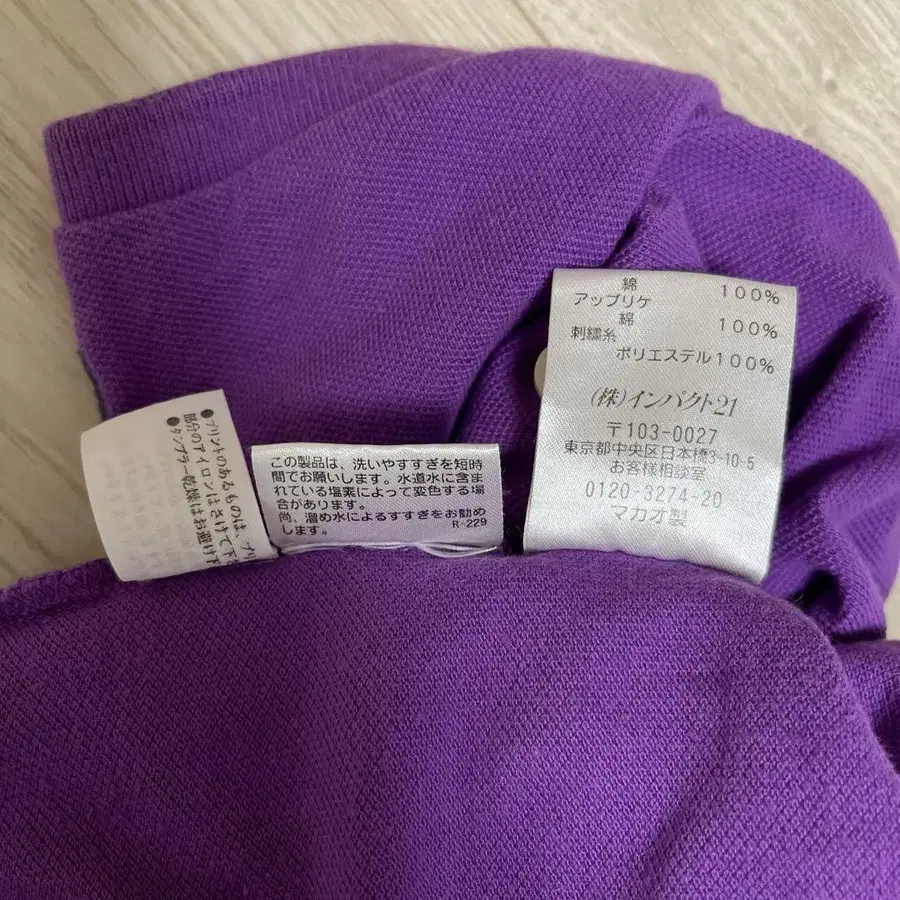 ●プリントのあるものは、プリ
部分のアイロンはさけて下
●タンブラー乾燥はお避け下
この製品は、洗いやすすぎを短時
間でお願いします。水道水に含ま
れている塩素によって変色する場
合があります。
尚、溜め水によるすすぎをお勧め
します。
R-229
綿 100%
アップリケ
綿 100%
刺繍糸
ポリエステル100%
(株)インパクト21
〒103-0027
東京都中央区日本橋3-10-5
お客様相談室
0120-3274-20
マカオ製